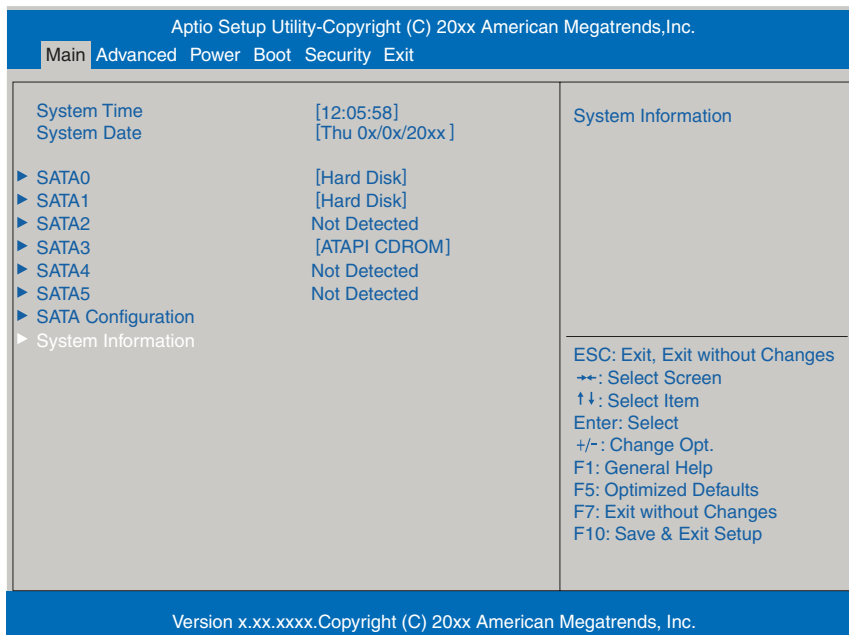 Aptio Setup Utility-Copyright (C) 20xx American Megatrends,Inc.
Main Advanced Power Boot Security Exit
System Time [12:05:58]
System Date [Thu 0x/0x/20xx ]
▶ SATA0 [Hard Disk]
▶ SATA1 [Hard Disk]
▶ SATA2 Not Detected
▶ SATA3 [ATAPI CDROM]
▶ SATA4 Not Detected
▶ SATA5 Not Detected
▶ SATA Configuration
▶ System Information
System Information
ESC: Exit, Exit without Changes
→←: Select Screen
↑↓: Select Item
Enter: Select
+/-: Change Opt.
F1: General Help
F5: Optimized Defaults
F7: Exit without Changes
F10: Save & Exit Setup
Version x.xx.xxxx.Copyright (C) 20xx American Megatrends, Inc.